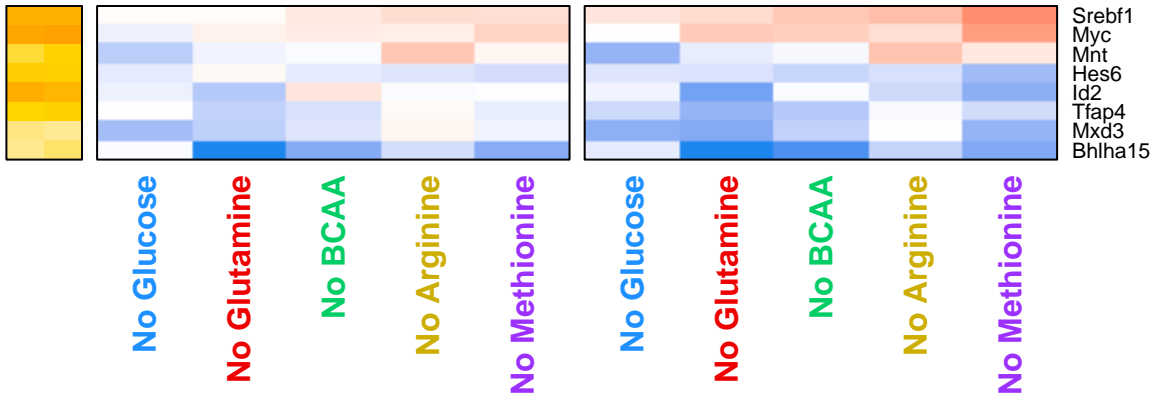 Srebf1
Myc
Mnt
Hes6
Id2
Tfap4
Mxd3
Bhlha15
No Glucose
No Glutamine
No BCAA
No Arginine
No Methionine
No Glucose
No Glutamine
No BCAA
No Arginine
No Methionine